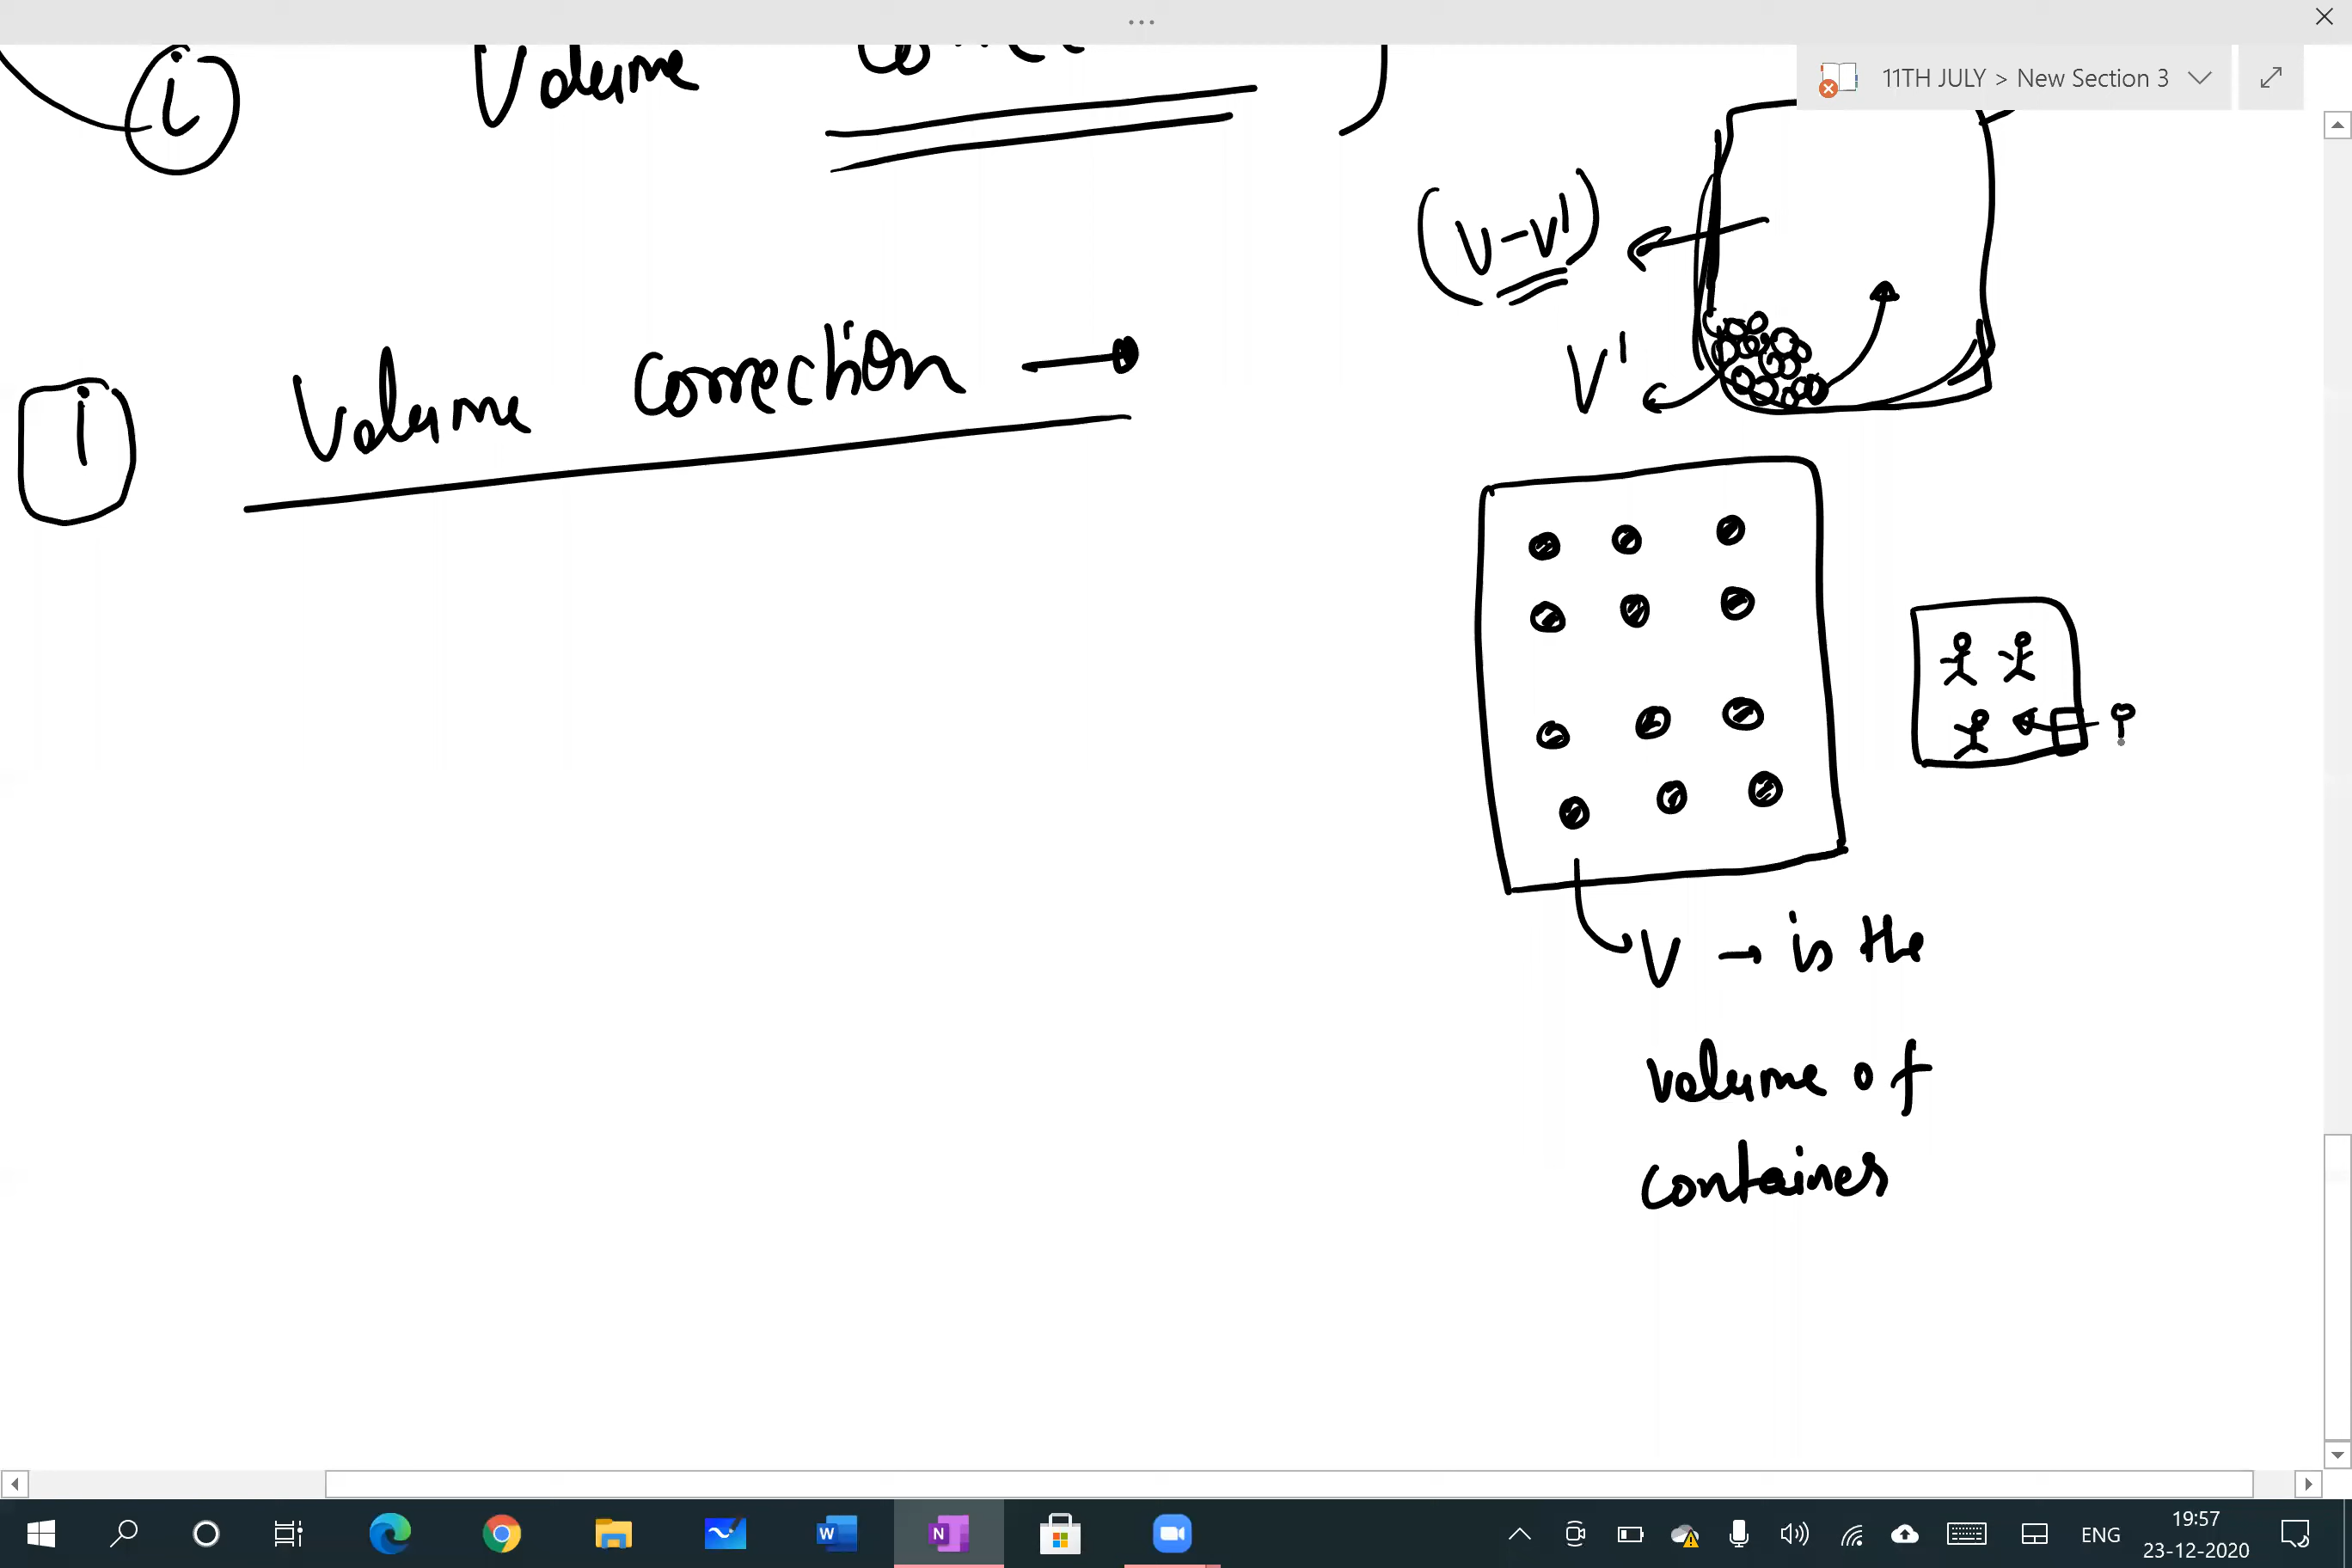 ...
11TH JULY > New Section 3
i Volume
(V-V')
V'
i Volume correction →
V → is the
volume of
container
W
N
ENG
19:57
23-12-2020